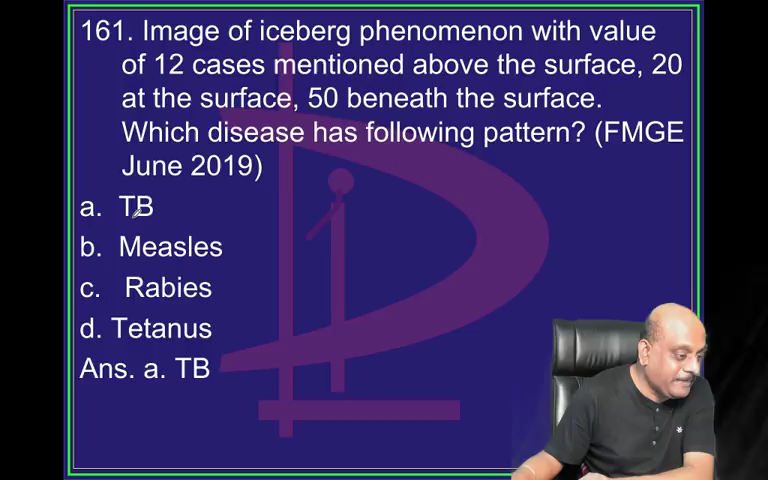 161. Image of iceberg phenomenon with value
of 12 cases mentioned above the surface, 20
at the surface, 50 beneath the surface.
Which disease has following pattern? (FMGE
June 2019)
a. TB
b. Measles
c. Rabies
d. Tetanus
Ans. a. TB